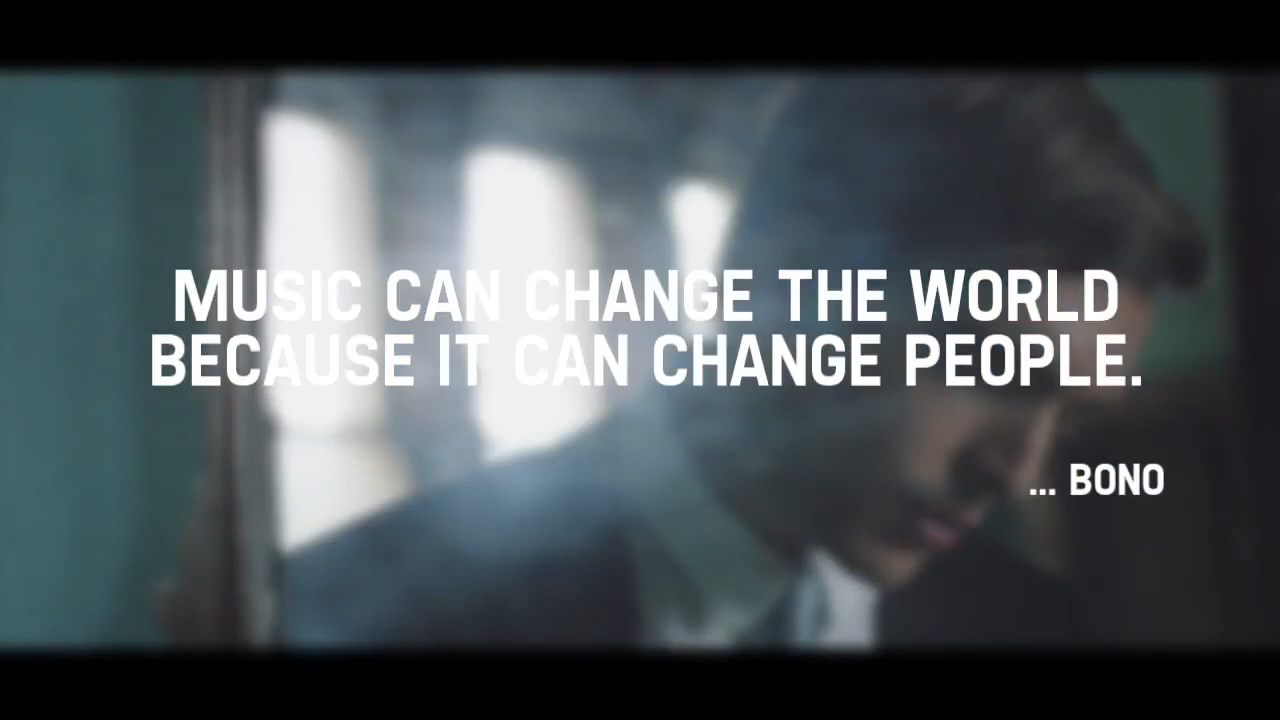 MUSIC CAN CHANGE THE WORLD
BECAUSE IT CAN CHANGE PEOPLE.
... BONO